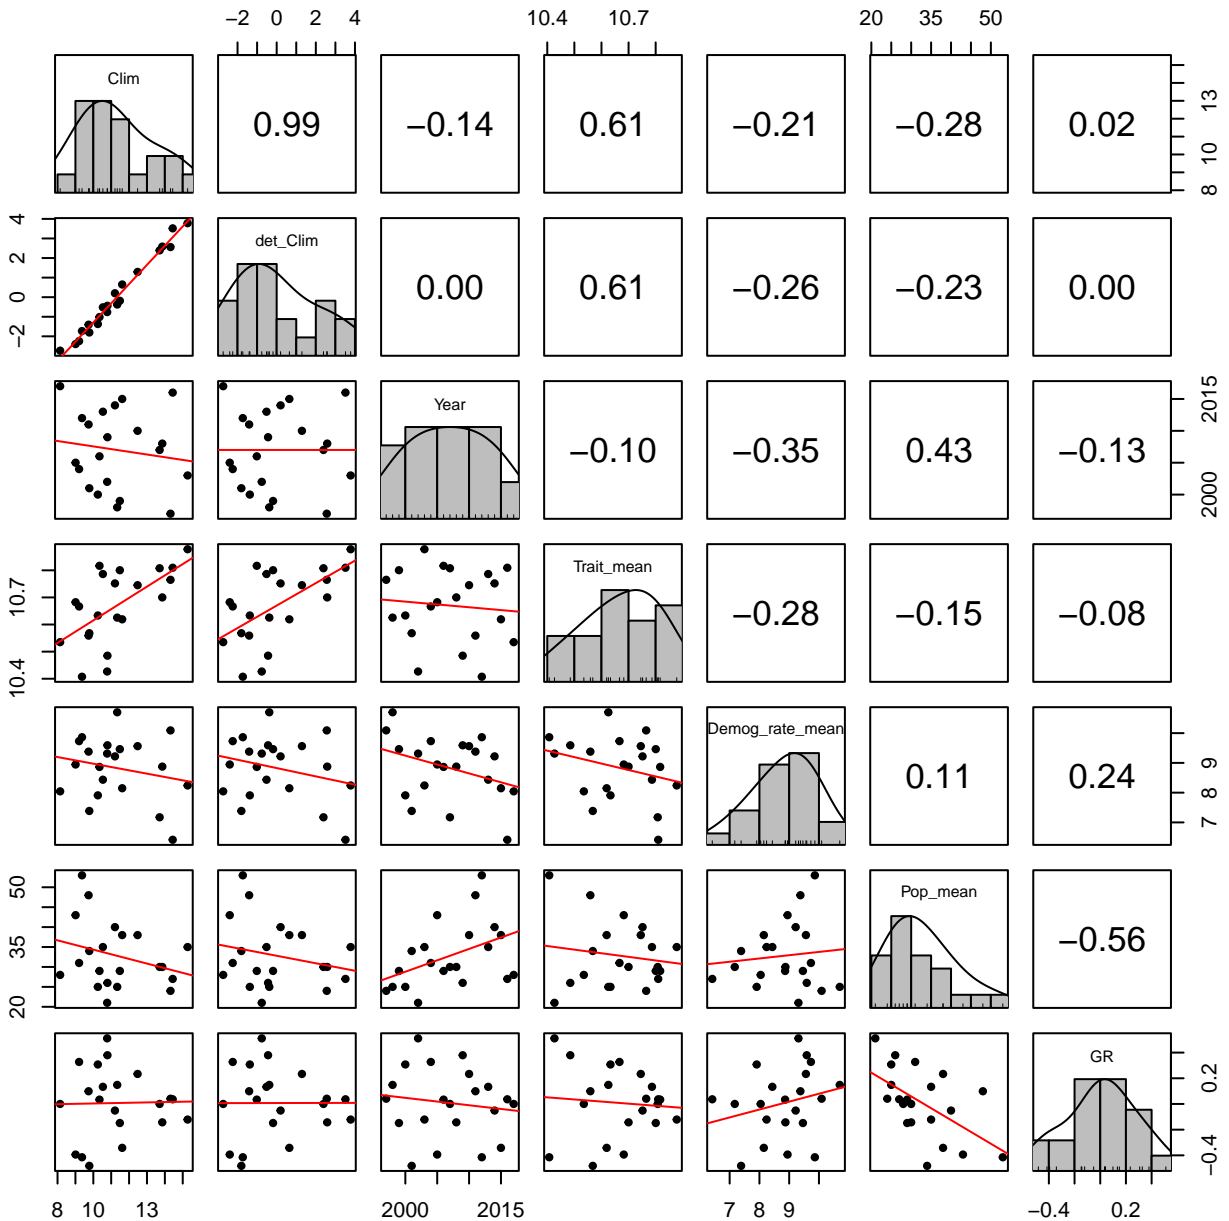 −2 0 2 4 10.4 10.7 20 35 50
Clim 0.99 −0.14 0.61 −0.21 −0.28 0.02 8 10 13
−2 0 2 4 det_Clim 0.00 0.61 −0.26 −0.23 0.00
Year −0.10 −0.35 0.43 −0.13 2000 2015
10.4 10.7 Trait_mean −0.28 −0.15 −0.08
Demog_rate_mean 0.11 0.24 7 8 9
20 35 50 Pop_mean −0.56
GR −0.4 0.2
8 10 13 2000 2015 7 8 9 −0.4 0.2